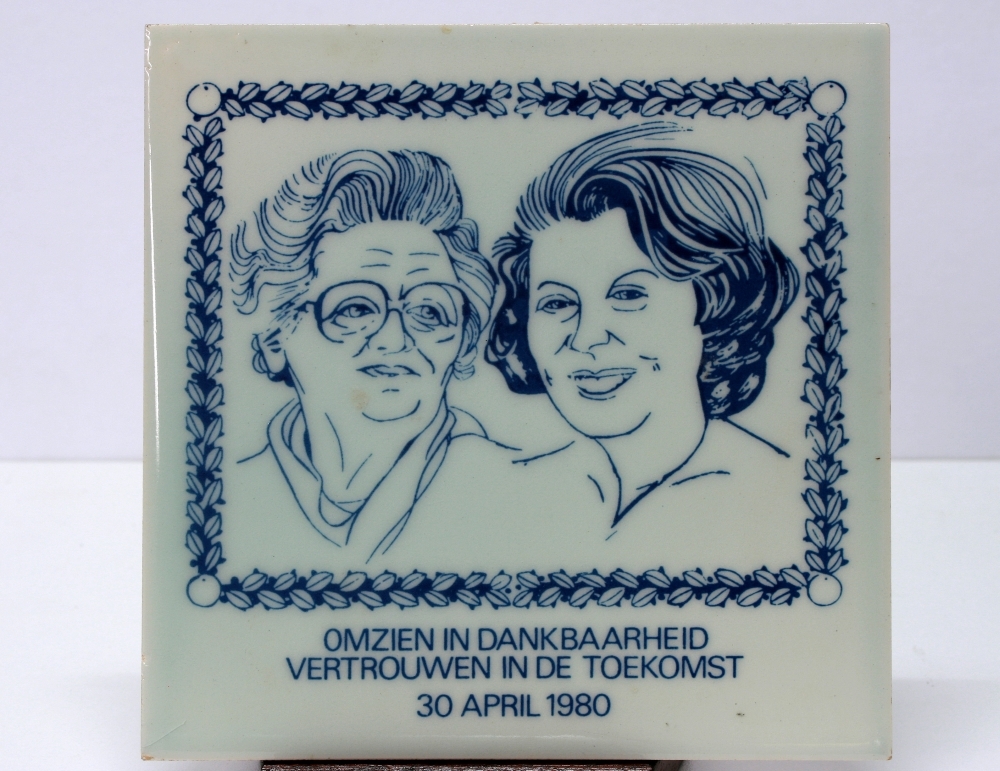 OMZIEN IN DANKBAARHEID
VERTROUWEN IN DE TOEKOMST
30 APRIL 1980